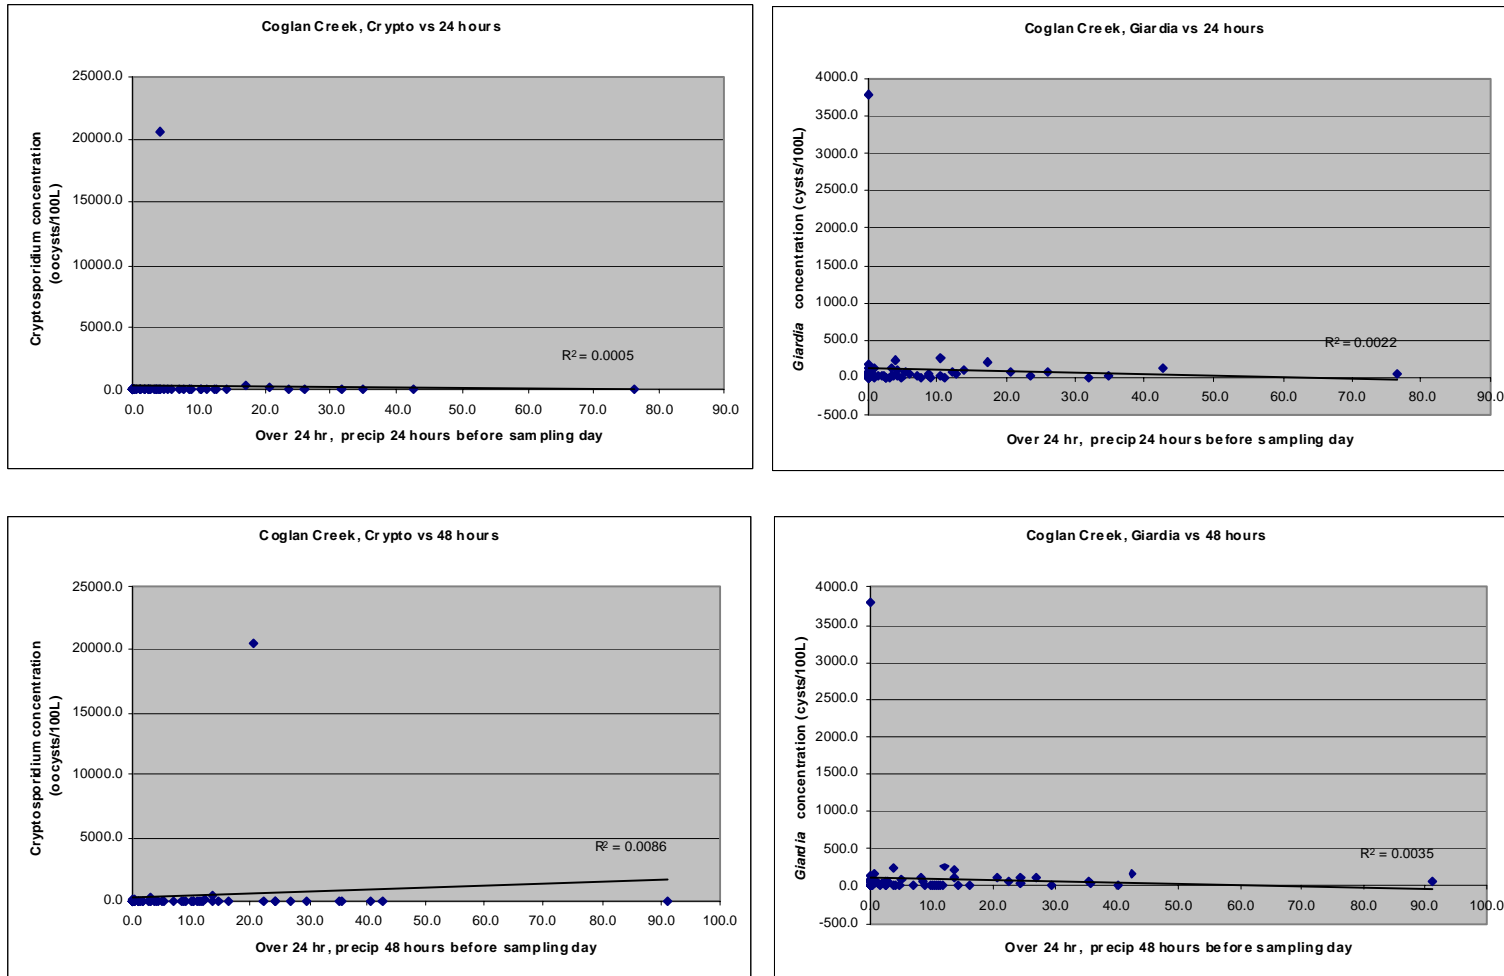 Coglan Creek, Crypto vs 24 hours
25000.0
20000.0
15000.0
10000.0
5000.0
0.0
Cryptosporidium concentration
(oocysts/100L)
R² = 0.0005
0.0 10.0 20.0 30.0 40.0 50.0 60.0 70.0 80.0 90.0
Over 24 hr, precip 24 hours before sampling day
Coglan Creek, Giardia vs 24 hours
4000.0
3500.0
3000.0
2500.0
2000.0
1500.0
1000.0
500.0
0.0
-500.0
Giardia concentration (cysts/100L)
R² = 0.0022
0.0 10.0 20.0 30.0 40.0 50.0 60.0 70.0 80.0 90.0
Over 24 hr, precip 24 hours before sampling day
Coglan Creek, Crypto vs 48 hours
25000.0
20000.0
15000.0
10000.0
5000.0
0.0
Cryptosporidium concentration
(oocysts/100L)
R² = 0.0086
0.0 10.0 20.0 30.0 40.0 50.0 60.0 70.0 80.0 90.0 100.0
Over 24 hr, precip 48 hours before sampling day
Coglan Creek, Giardia vs 48 hours
4000.0
3500.0
3000.0
2500.0
2000.0
1500.0
1000.0
500.0
0.0
-500.0
Giardia concentration (cysts/100L)
R² = 0.0035
0.0 10.0 20.0 30.0 40.0 50.0 60.0 70.0 80.0 90.0 100.0
Over 24 hr, precip 48 hours before sampling day